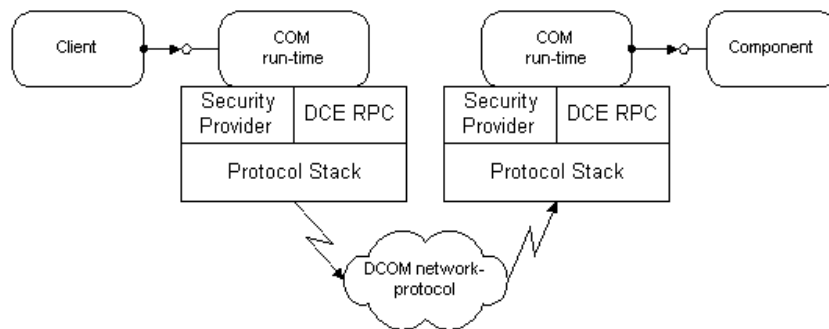 Client
COM
run-time
COM
run-time
Component
Security
Provider
DCE RPC
Security
Provider
DCE RPC
Protocol Stack
Protocol Stack
DCOM network-
protocol